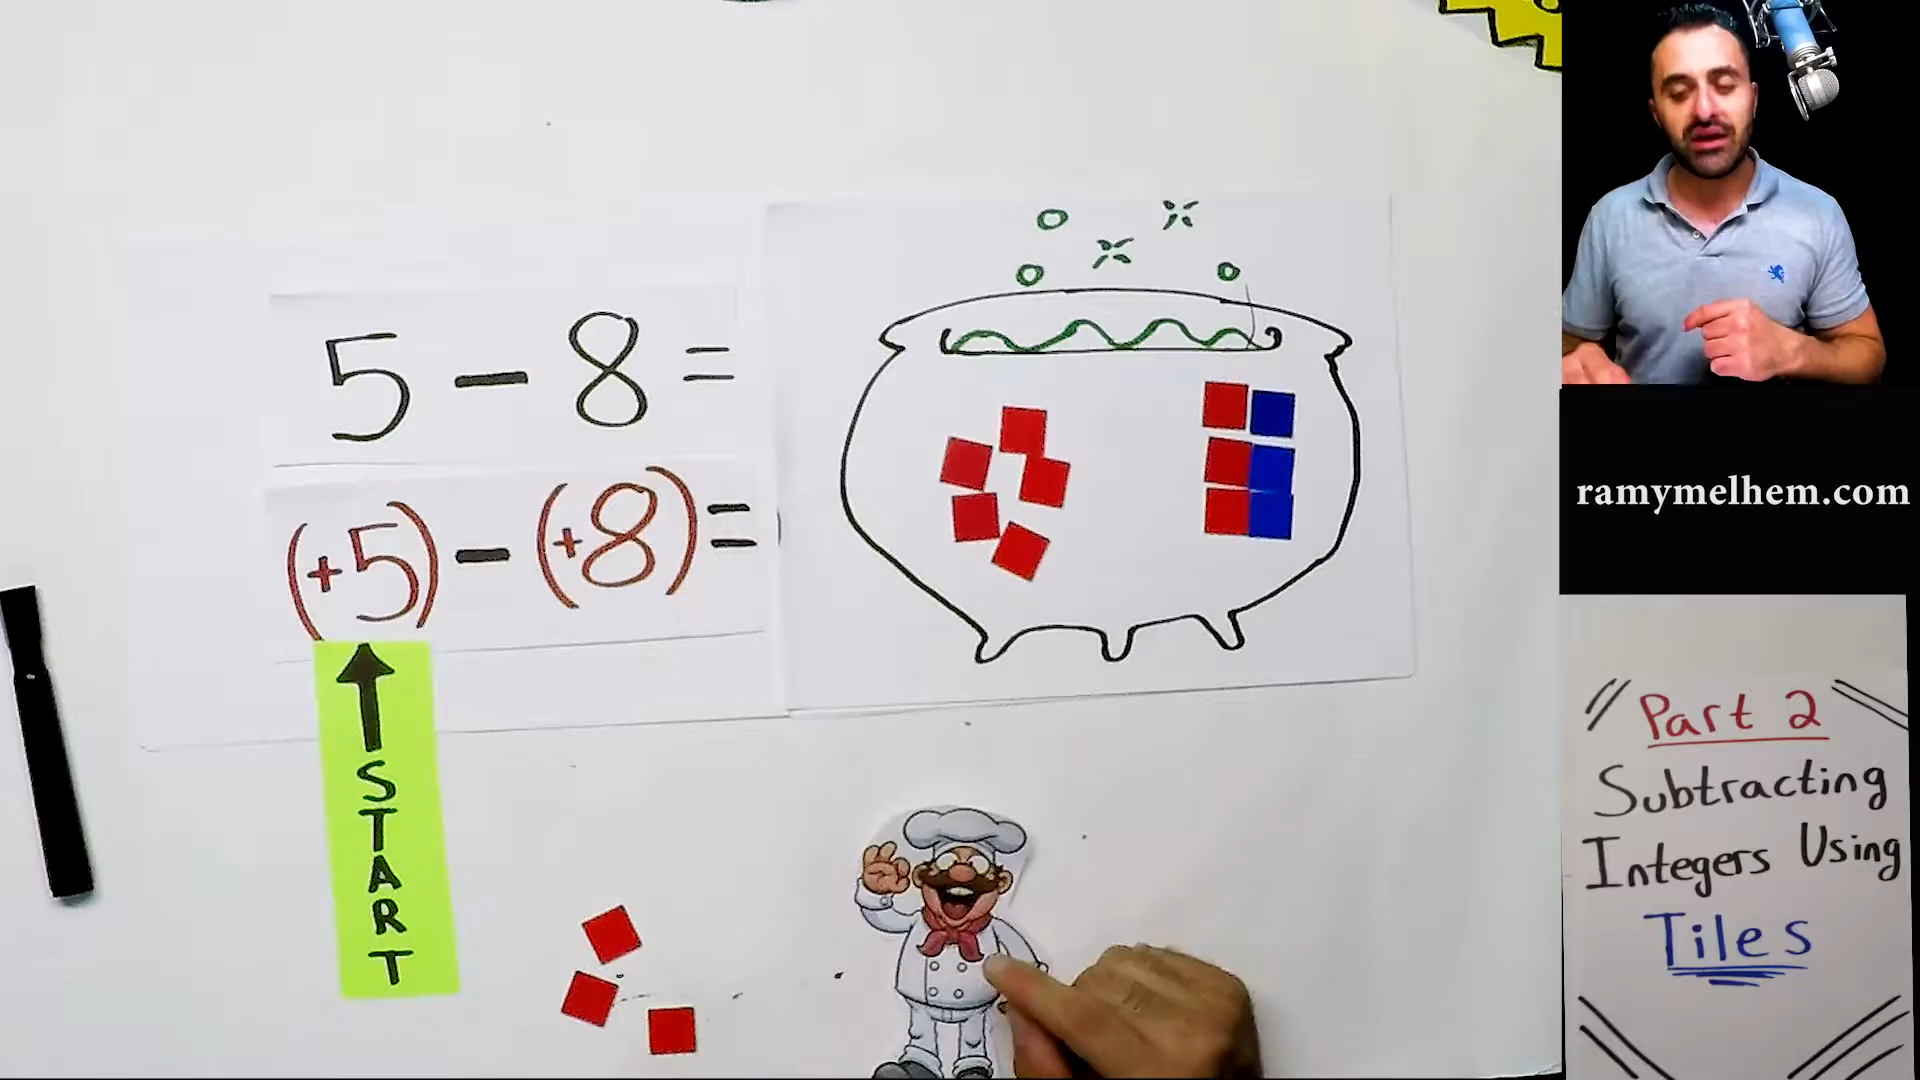 5 - 8 =
(+5) - (+8) =
START
ramymelhem.com
Part 2
Subtracting
Integers Using
Tiles